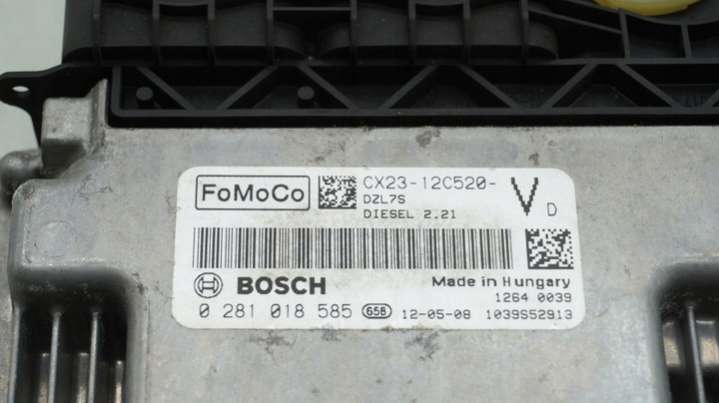 FoMoCo CX23-12C520- V D
DZL7S
DIESEL 2.21
BOSCH Made in Hungary
1264 0039
0 281 018 585 658 12-05-08 1039S52913